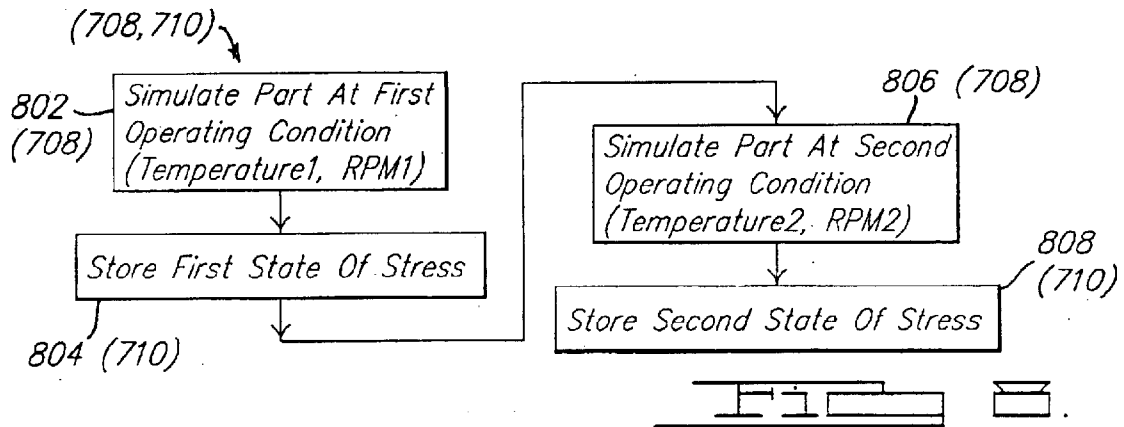 (708, 710)
802
(708)
Simulate Part At First
Operating Condition
(Temperature1, RPM1)
Store First State Of Stress
804 (710)
806 (708)
Simulate Part At Second
Operating Condition
(Temperature2, RPM2)
808
(710)
Store Second State Of Stress